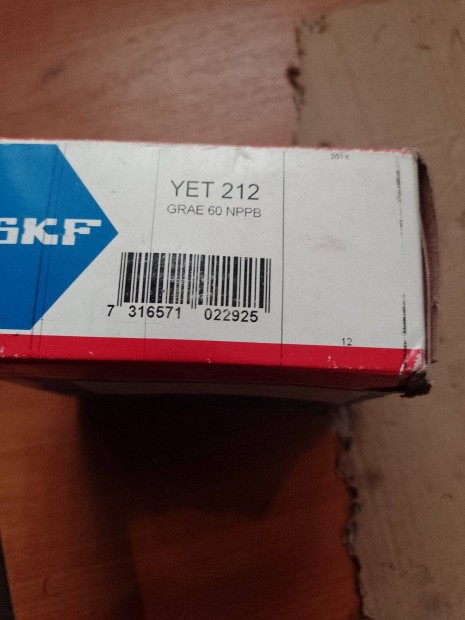 SKF
YET 212
GRAE 60 NPPB
7 316571 022925
12